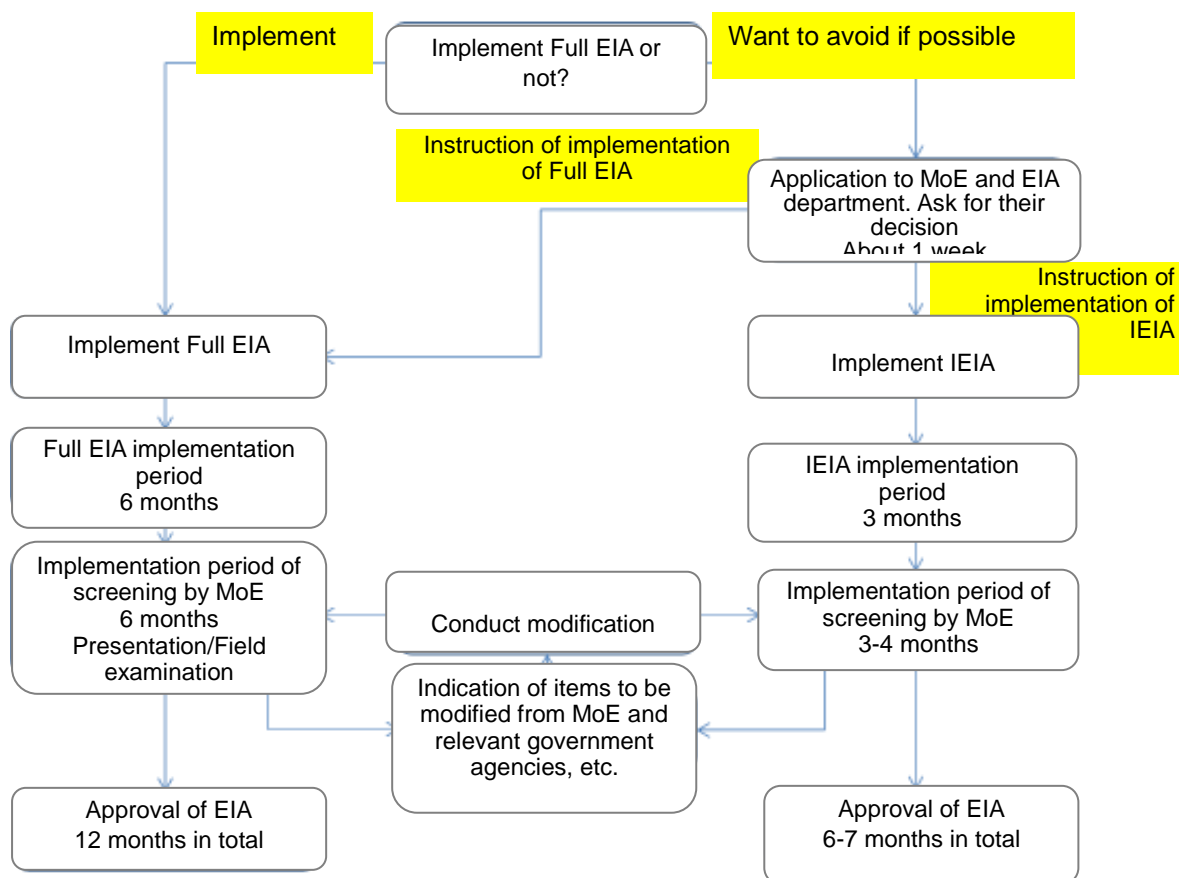 Implement
Implement Full EIA or
not?
Want to avoid if possible
Instruction of implementation
of Full EIA
Application to MoE and EIA
department. Ask for their
decision
About 1 week
Instruction of
implementation of
IEIA
Implement Full EIA
Implement IEIA
Full EIA implementation
period
6 months
IEIA implementation
period
3 months
Implementation period of
screening by MoE
6 months
Presentation/Field
examination
Conduct modification
Implementation period of
screening by MoE
3-4 months
Indication of items to be
modified from MoE and
relevant government
agencies, etc.
Approval of EIA
12 months in total
Approval of EIA
6-7 months in total